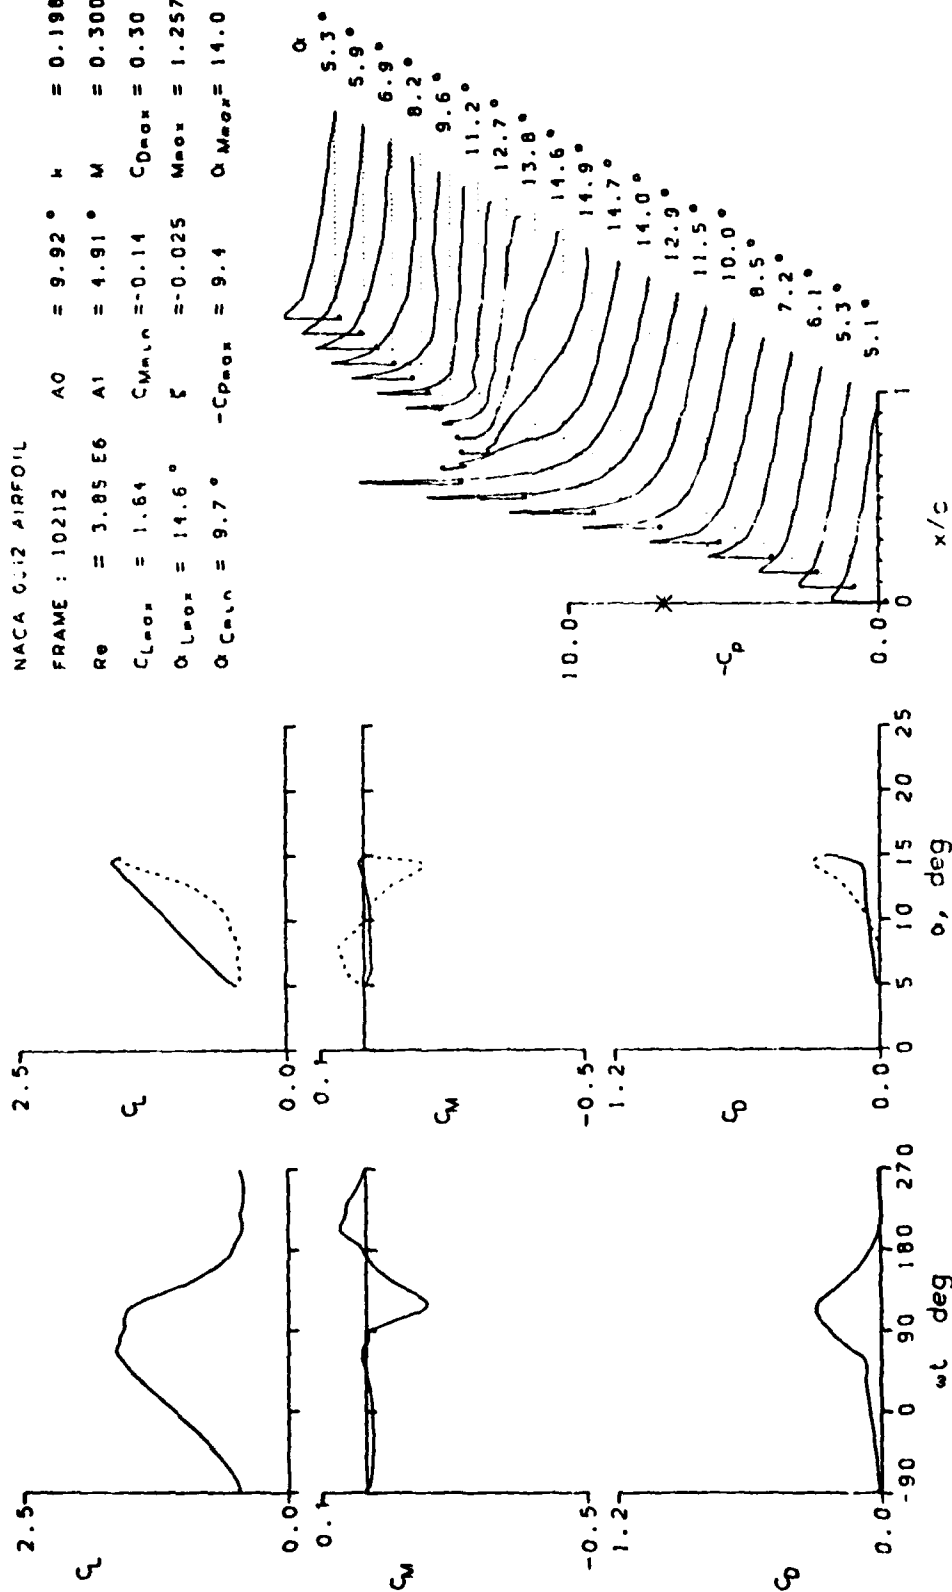 NACA 0012 AIRFOIL
FRAME : 10212 A0 = 9.92 ° k = 0.198
Re = 3.85 E6 A1 = 4.91 ° M = 0.300
CLmax = 1.64 CMmin =-0.14 CDmax = 0.30
αLmax = 14.6 ° ζ =-0.025 Mmax = 1.257
αCmin = 9.7 ° -CPmax = 9.4 αMmax = 14.0
2.5
CL
0.0
0.1
CM
-0.5
1.2
CD
0.0
-90 0 90 180 270
ωt deg
2.5
CL
0.0
0.1
CM
-0.5
1.2
CD
0.0
0 5 10 15 20 25
α, deg
10.0
-Cp
0.0
0 1
x/c
α
5.3 °
5.9 °
6.9 °
8.2 °
9.6 °
11.2 °
12.7 °
13.8 °
14.6 °
14.9 °
14.7 °
14.0 °
12.9 °
11.5 °
10.0 °
8.5 °
7.2 °
6.1 °
5.3 °
5.1 °